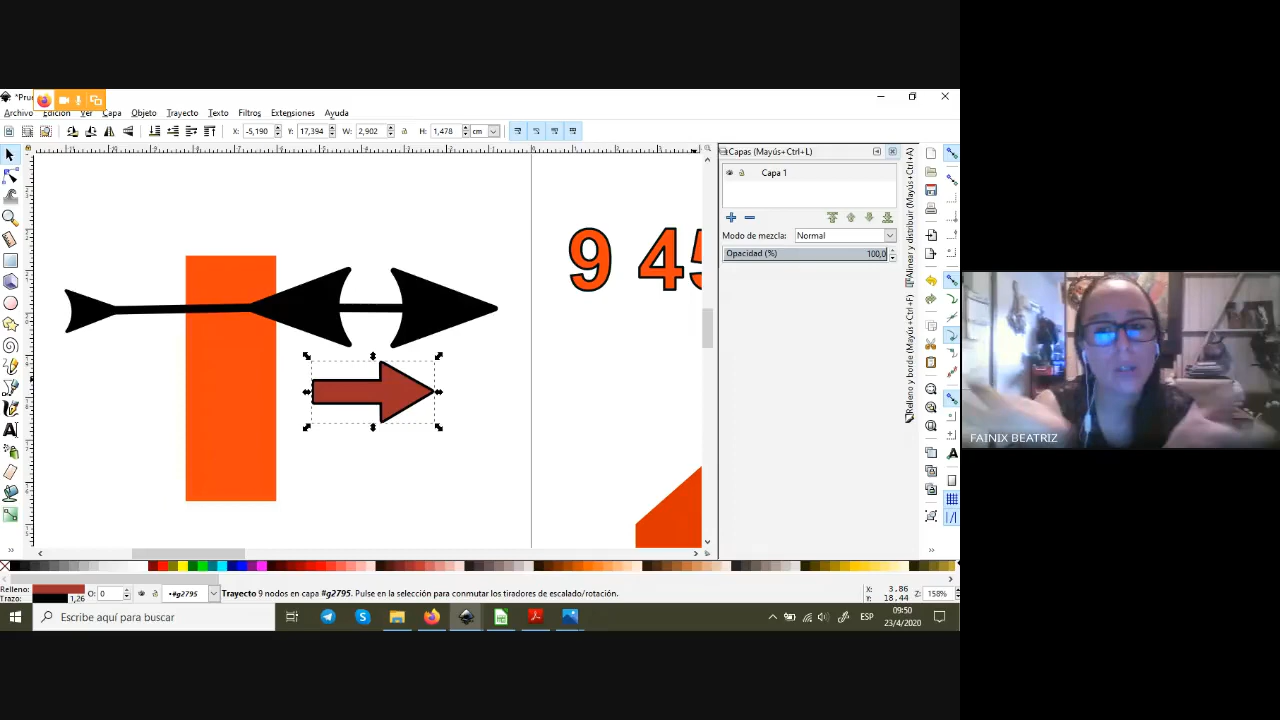 *Pru
Archivo Edición Ver Capa Objeto Trayecto Texto Filtros Extensiones Ayuda
X: -5,190 Y: 17,394 W: 2,902 H: 1,478 cm
Capas (Mayús+Ctrl+L)
Capa 1
Modo de mezcla: Normal
Opacidad (%) 100,0
Alinear y distribuir (Mayús+Ctrl+A)
Relleno y borde (Mayús+Ctrl+F)
9 45
FAINIX BEATRIZ
Relleno:
Trazo: 1,26
O: 0
•#g2795
Trayecto 9 nodos en capa #g2795. Pulse en la selección para conmutar los tiradores de escalado/rotación.
X: 3.86
Y: 18.44
Z: 158%
Escribe aquí para buscar
ESP
09:50
23/4/2020